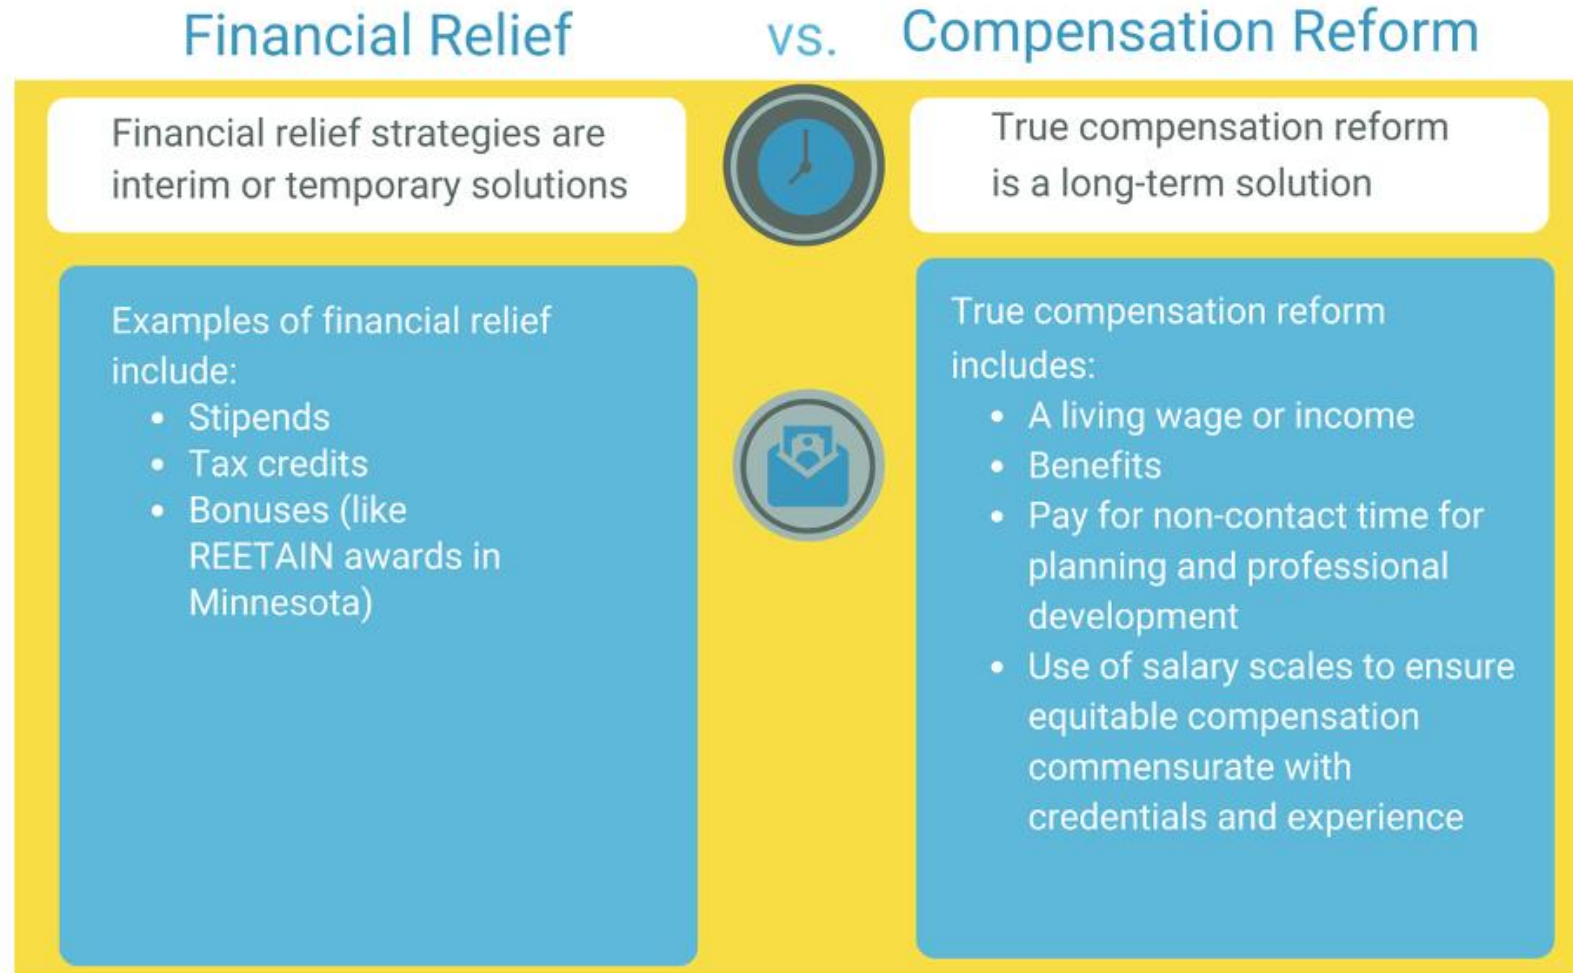 Financial Relief vs. Compensation Reform
Financial relief strategies are
interim or temporary solutions
True compensation reform
is a long-term solution
Examples of financial relief
include:
• Stipends
• Tax credits
• Bonuses (like
REETAIN awards in
Minnesota)
True compensation reform
includes:
• A living wage or income
• Benefits
• Pay for non-contact time for
planning and professional
development
• Use of salary scales to ensure
equitable compensation
commensurate with
credentials and experience